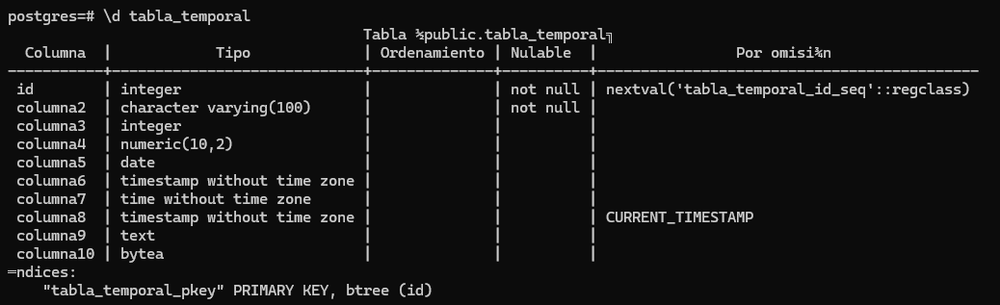 postgres=# \d tabla_temporal
                                         Tabla ¾public.tabla_temporal╗
  Columna  |            Tipo             | Ordenamiento | Nulable  |                Por omisi¾n
-----------+-----------------------------+--------------+----------+--------------------------------------------
 id        | integer                     |              | not null | nextval('tabla_temporal_id_seq'::regclass)
 columna2  | character varying(100)      |              | not null |
 columna3  | integer                     |              |          |
 columna4  | numeric(10,2)               |              |          |
 columna5  | date                        |              |          |
 columna6  | timestamp without time zone |              |          |
 columna7  | time without time zone      |              |          |
 columna8  | timestamp without time zone |              |          | CURRENT_TIMESTAMP
 columna9  | text                        |              |          |
 columna10 | bytea                       |              |          |
═ndices:
    "tabla_temporal_pkey" PRIMARY KEY, btree (id)